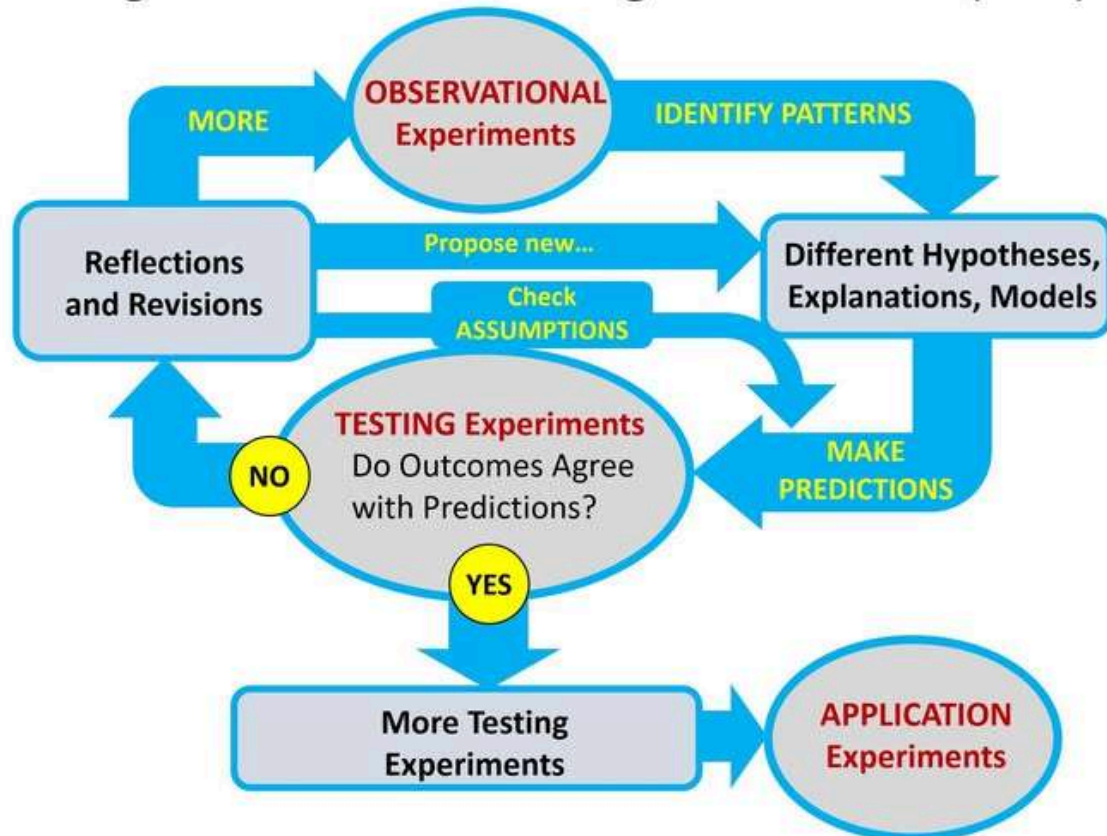 OBSERVATIONAL
Experiments
MORE
IDENTIFY PATTERNS
Reflections
and Revisions
Propose new...
Different Hypotheses,
Explanations, Models
Check
ASSUMPTIONS
TESTING Experiments
Do Outcomes Agree
with Predictions?
NO
MAKE
PREDICTIONS
YES
More Testing
Experiments
APPLICATION
Experiments